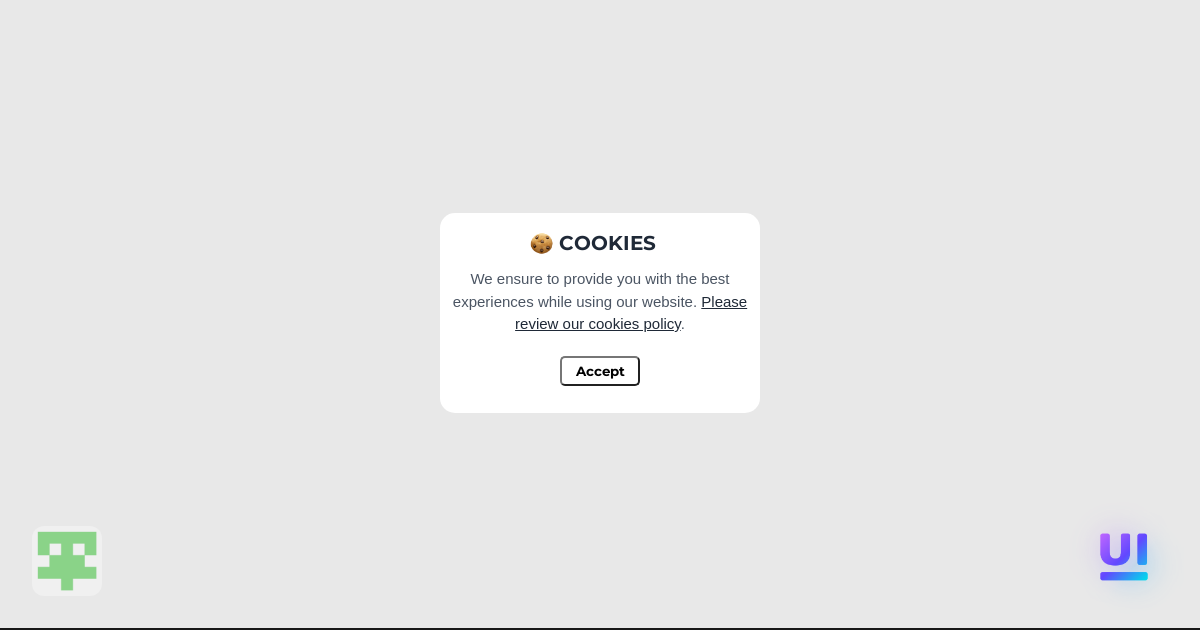 🍪 COOKIES
We ensure to provide you with the best
experiences while using our website. Please
review our cookies policy.
Accept
UI